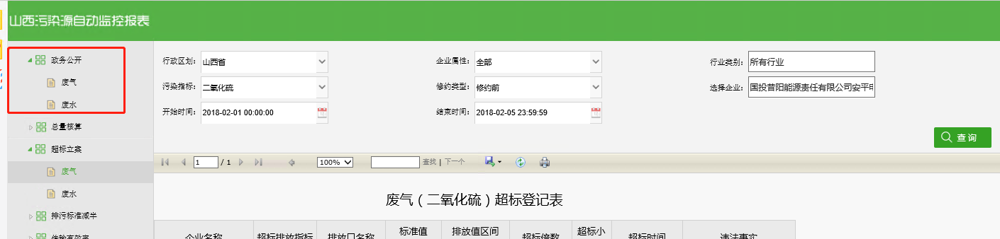 山西污染源自动监控报表
政务公开
废气
废水
总量核算
超标立案
废气
废水
排污标准减半
传输有效率
行政区划： 山西省 企业属性： 全部 行业类别： 所有行业
污染指标： 二氧化硫 修约类型： 修约前 选择企业： 国投昔阳能源责任有限公司安平电
开始时间： 2018-02-01 00:00:00 结束时间： 2018-02-05 23:59:59
查询
1 / 1 100% 查找 | 下一个
废气（二氧化硫）超标登记表
企业名称 超标排放指标 排放口名称 标准值 排放值区间 超标倍数 超标小 超标时间 违法事实